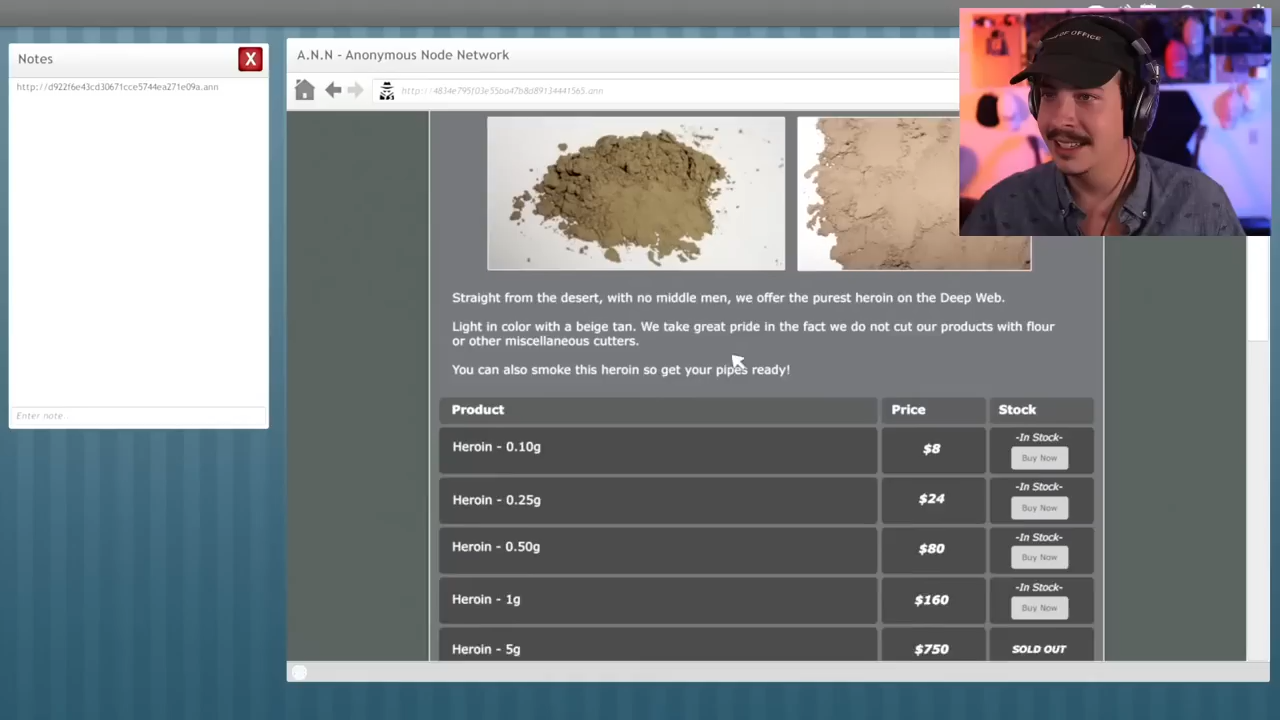 Notes
X
http://d922f6e43cd30671cce5744ea271e09a.ann
Enter note..
A.N.N - Anonymous Node Network
http://4834e795f03e55ba47b8d89134441565.ann
OF OFFICE
Straight from the desert, with no middle men, we offer the purest heroin on the Deep Web.
Light in color with a beige tan. We take great pride in the fact we do not cut our products with flour
or other miscellaneous cutters.
You can also smoke this heroin so get your pipes ready!
Product Price Stock
Heroin - 0.10g $8 -In Stock- Buy Now
Heroin - 0.25g $24 -In Stock- Buy Now
Heroin - 0.50g $80 -In Stock- Buy Now
Heroin - 1g $160 -In Stock- Buy Now
Heroin - 5g $750 SOLD OUT